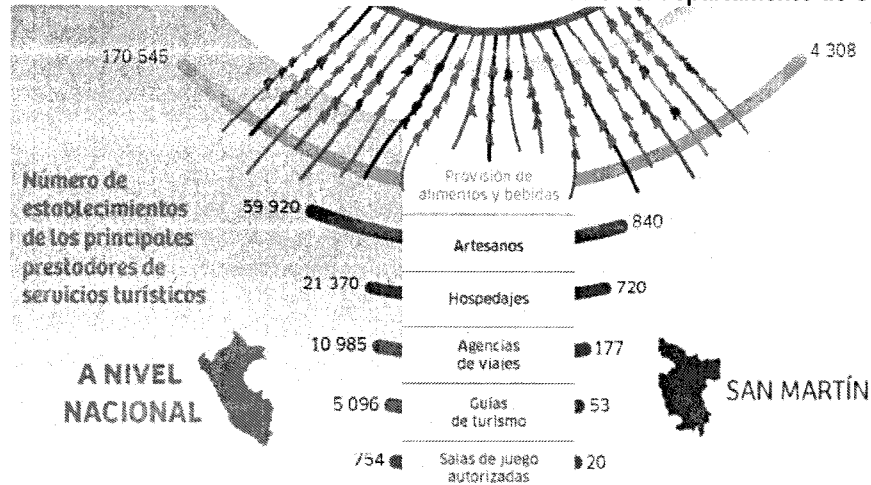 170 545
4 308
Provisión de
alimentos y bebidas
Número de
establecimientos
de los principales
prestadores de
servicios turísticos
59 920
Artesanos
840
21 370
Hospedajes
720
10 985
Agencias
de viajes
177
A NIVEL
NACIONAL
5 096
Guías
de turismo
53
SAN MARTÍN
754
Salas de juego
autorizadas
20